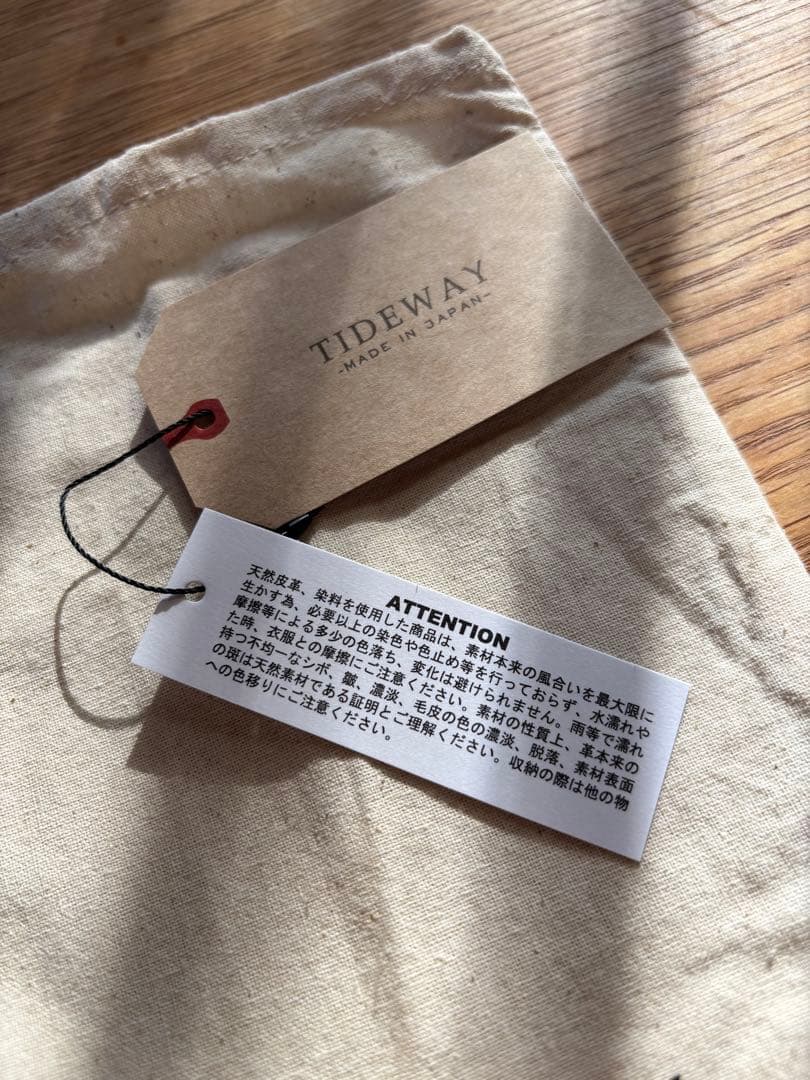 TIDEWAY
-MADE IN JAPAN-
ATTENTION
天然皮革、染料を使用した商品は、素材本来の風合いを最大限に
生かす為、必要以上の染色や色止め等を行っておらず、水濡れや
摩擦等による多少の色落ち、変化は避けられません。雨等で濡れ
た時、衣服との摩擦にご注意ください。素材の性質上、革本来の
持つ不均一なシボ、皺、濃淡、毛皮の色の濃淡、脱落、素材表面
の斑は天然素材である証明とご理解ください。収納の際は他の物
への色移りにご注意ください。